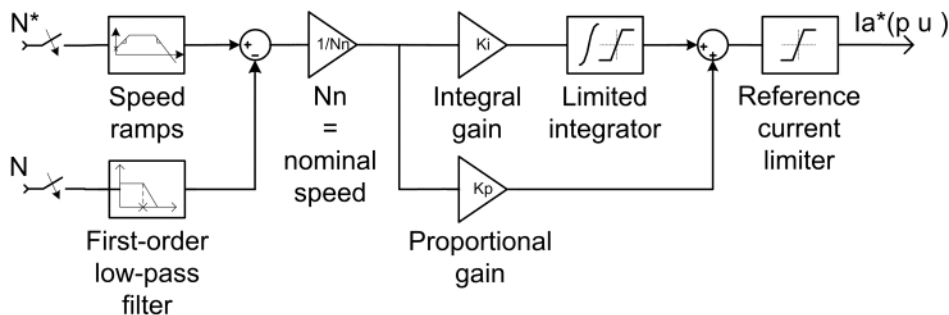 N*
Ia*(p u )
+
-
1/Nn
Ki
+
+
Speed
ramps
Nn
=
nominal
speed
Integral
gain
Limited
integrator
Reference
current
limiter
N
Kp
First-order
low-pass
filter
Proportional
gain